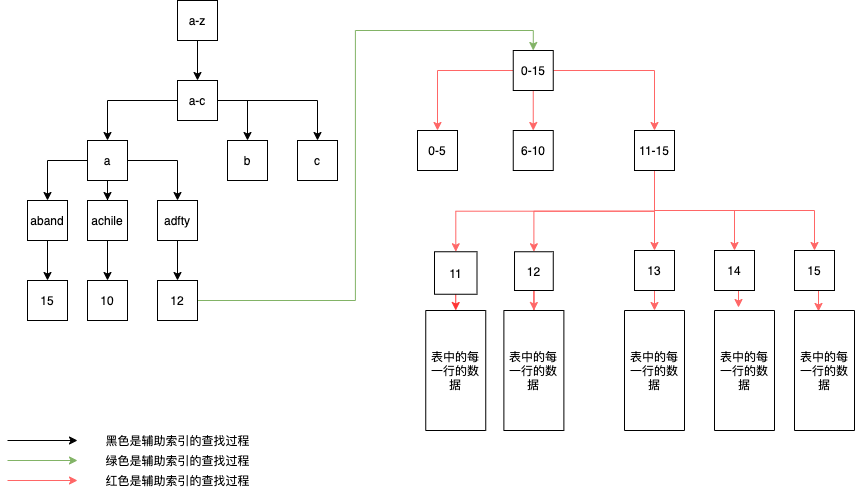 a-z
a-c
a
b
c
aband
achile
adfty
15
10
12
0-15
0-5
6-10
11-15
11
12
13
14
15
表中的每
一行的数
据
表中的每
一行的数
据
表中的每
一行的数
据
表中的每
一行的数
据
表中的每
一行的数
据
黑色是辅助索引的查找过程
绿色是辅助索引的查找过程
红色是辅助索引的查找过程